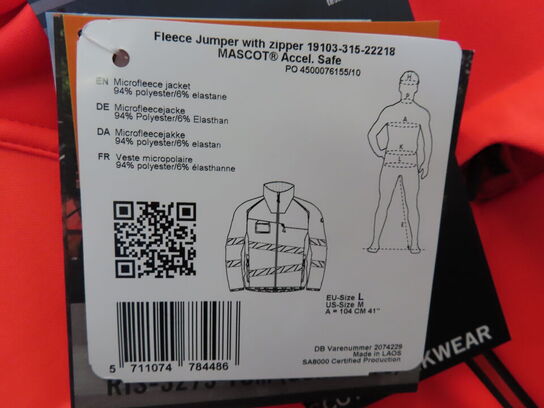 Fleece Jumper with zipper 19103-315-22218
MASCOT® Accel. Safe
PO 4500076155/10
EN Microfleece jacket
94% polyester/6% elastane
DE Microfleecejacke
94% Polyester/6% Elasthan
DA Microfleecejakke
94% polyester/6% elastan
FR Veste micropolaire
94% polyester/6% élasthanne
H
P
A
K
L
E
EU-Size L
US-Size M
A = 104 CM 41"
DB Varenummer 2074229
Made in LAOS
SA8000 Certified Production
5 711074 784486